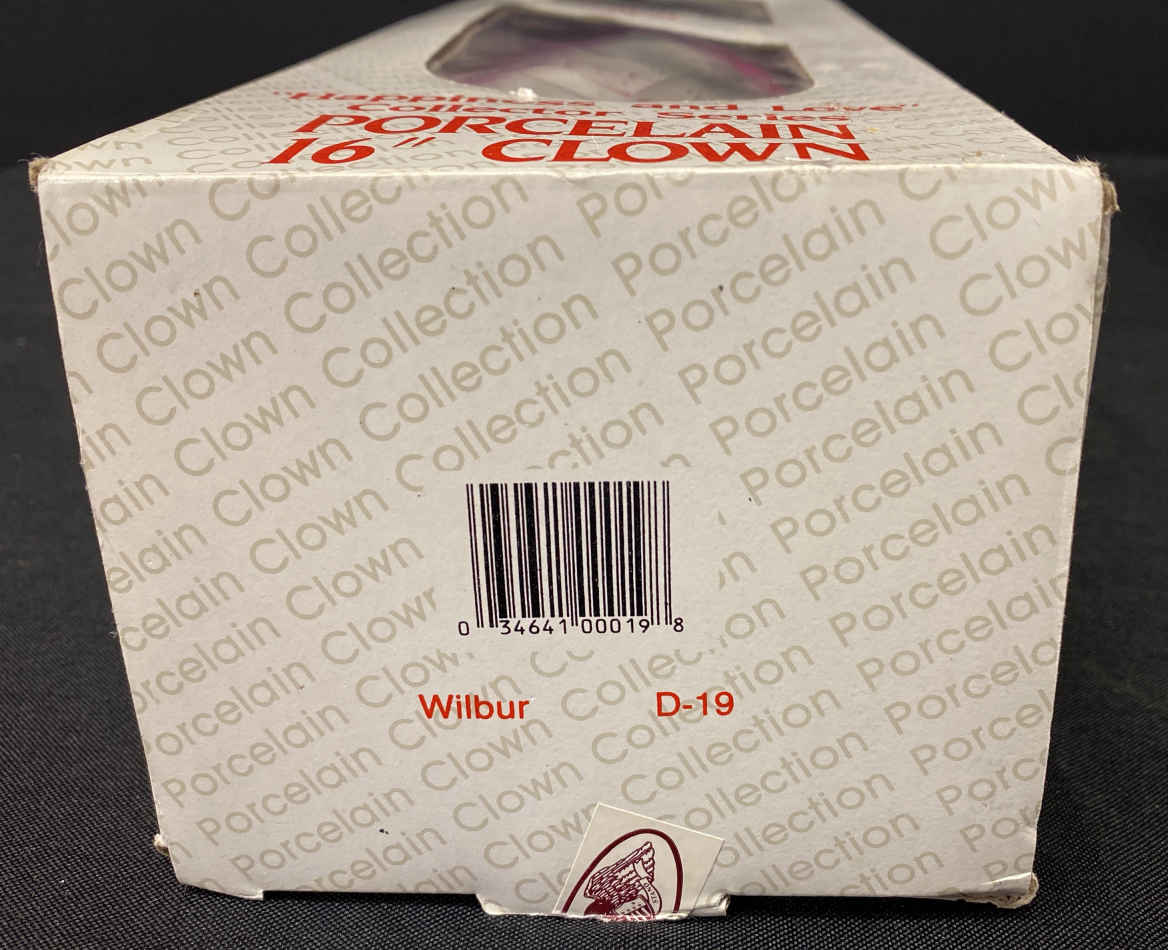 "Happiness and Love"
Collector Series
PORCELAIN
16" CLOWN
Porcelain Clown Collection
0 34641 00019 8
Wilbur D-19